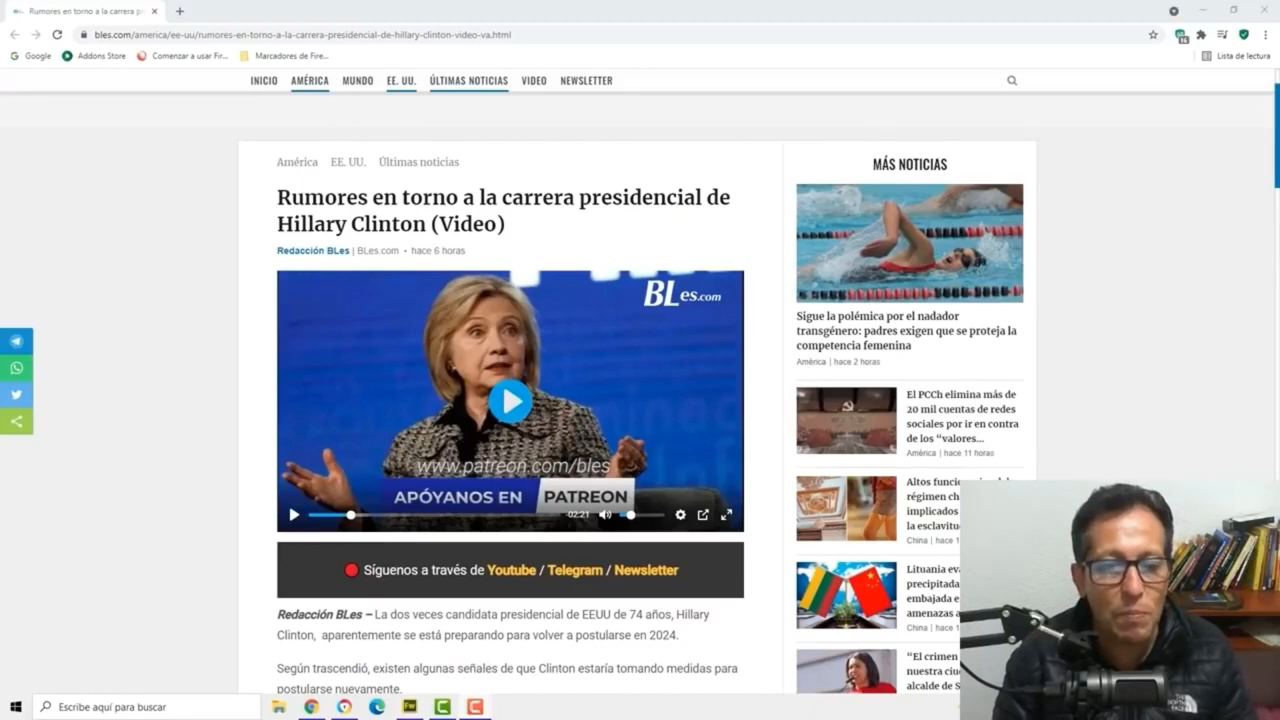 Rumores en torno a la carrera pr
bles.com/america/ee-uu/rumores-en-torno-a-la-carrera-presidencial-de-hillary-clinton-video-va.html
Google
Addons Store
Comenzar a usar Fir...
Marcadores de Fire...
Lista de lectura
INICIO AMÉRICA MUNDO EE. UU. ÚLTIMAS NOTICIAS VIDEO NEWSLETTER
América EE. UU. Últimas noticias
Rumores en torno a la carrera presidencial de
Hillary Clinton (Video)
Redacción BLes | BLes.com • hace 6 horas
BLes.com
www.patreon.com/bles
APÓYANOS EN PATREON
-02:21
Síguenos a través de Youtube / Telegram / Newsletter
Redacción BLes – La dos veces candidata presidencial de EEUU de 74 años, Hillary
Clinton, aparentemente se está preparando para volver a postularse en 2024.
Según trascendió, existen algunas señales de que Clinton estaría tomando medidas para
postularse nuevamente.
MÁS NOTICIAS
Sigue la polémica por el nadador
transgénero: padres exigen que se proteja la
competencia femenina
América | hace 2 horas
El PCCh elimina más de
20 mil cuentas de redes
sociales por ir en contra
de los “valores...
América | hace 11 horas
Altos funcio
régimen ch
implicados
la esclavitu
China | hace 1
Lituania eva
precipitada
embajada e
amenazas a
China | hace 1
“El crimen
nuestra ciu
alcalde de S
THE
NORTH
FACE
Escribe aquí para buscar